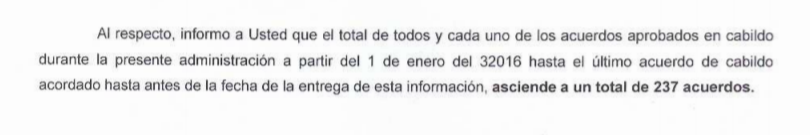 Al respecto, informo a Usted que el total de todos y cada uno de los acuerdos aprobados en cabildo
durante la presente administración a partir del 1 de enero del 32016 hasta el último acuerdo de cabildo
acordado hasta antes de la fecha de la entrega de esta información, asciende a un total de 237 acuerdos.